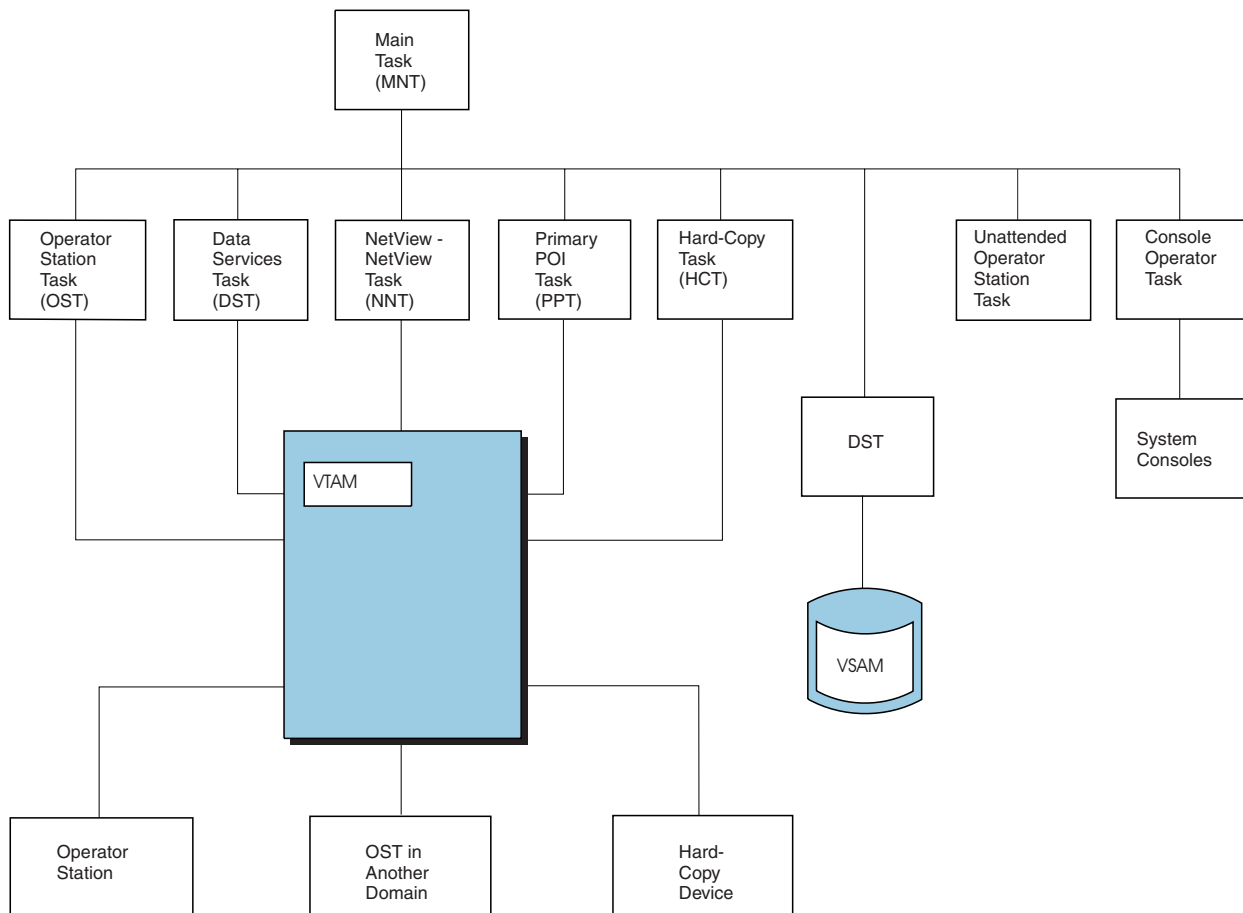 Main
Task
(MNT)
Operator
Station
Task
(OST)
Data
Services
Task
(DST)
NetView -
NetView
Task
(NNT)
Primary
POI
Task
(PPT)
Hard-Copy
Task
(HCT)
Unattended
Operator
Station
Task
Console
Operator
Task
VTAM
DST
System
Consoles
VSAM
Operator
Station
OST in
Another
Domain
Hard-
Copy
Device